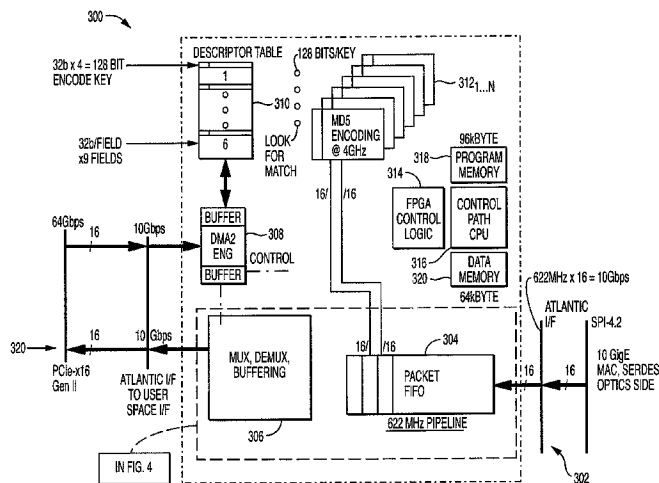 300
DESCRIPTOR TABLE
32b x 4 = 128 BIT
ENCODE KEY
1
310
6
32b/FIELD
x9 FIELDS
128 BITS/KEY
LOOK
FOR
MATCH
312 1...N
MD5
ENCODING
@ 4GHz
16/
/16
96kBYTE
318
PROGRAM
MEMORY
314
FPGA
CONTROL
LOGIC
CONTROL
PATH
CPU
316
320
DATA
MEMORY
64kBYTE
BUFFER
DMA2
ENG
308
CONTROL
BUFFER
64Gbps
16
10Gbps
320
16
10
Gbps
PCIe-x16
Gen II
ATLANTIC I/F
TO USER
SPACE I/F
MUX, DEMUX,
BUFFERING
306
IN FIG. 4
16/
/16
304
PACKET
FIFO
622 MHz PIPELINE
622MHz x 16 = 10Gbps
ATLANTIC
I/F
SPI-4.2
16
16
10 GigE
MAC, SERDES
OPTICS SIDE
302